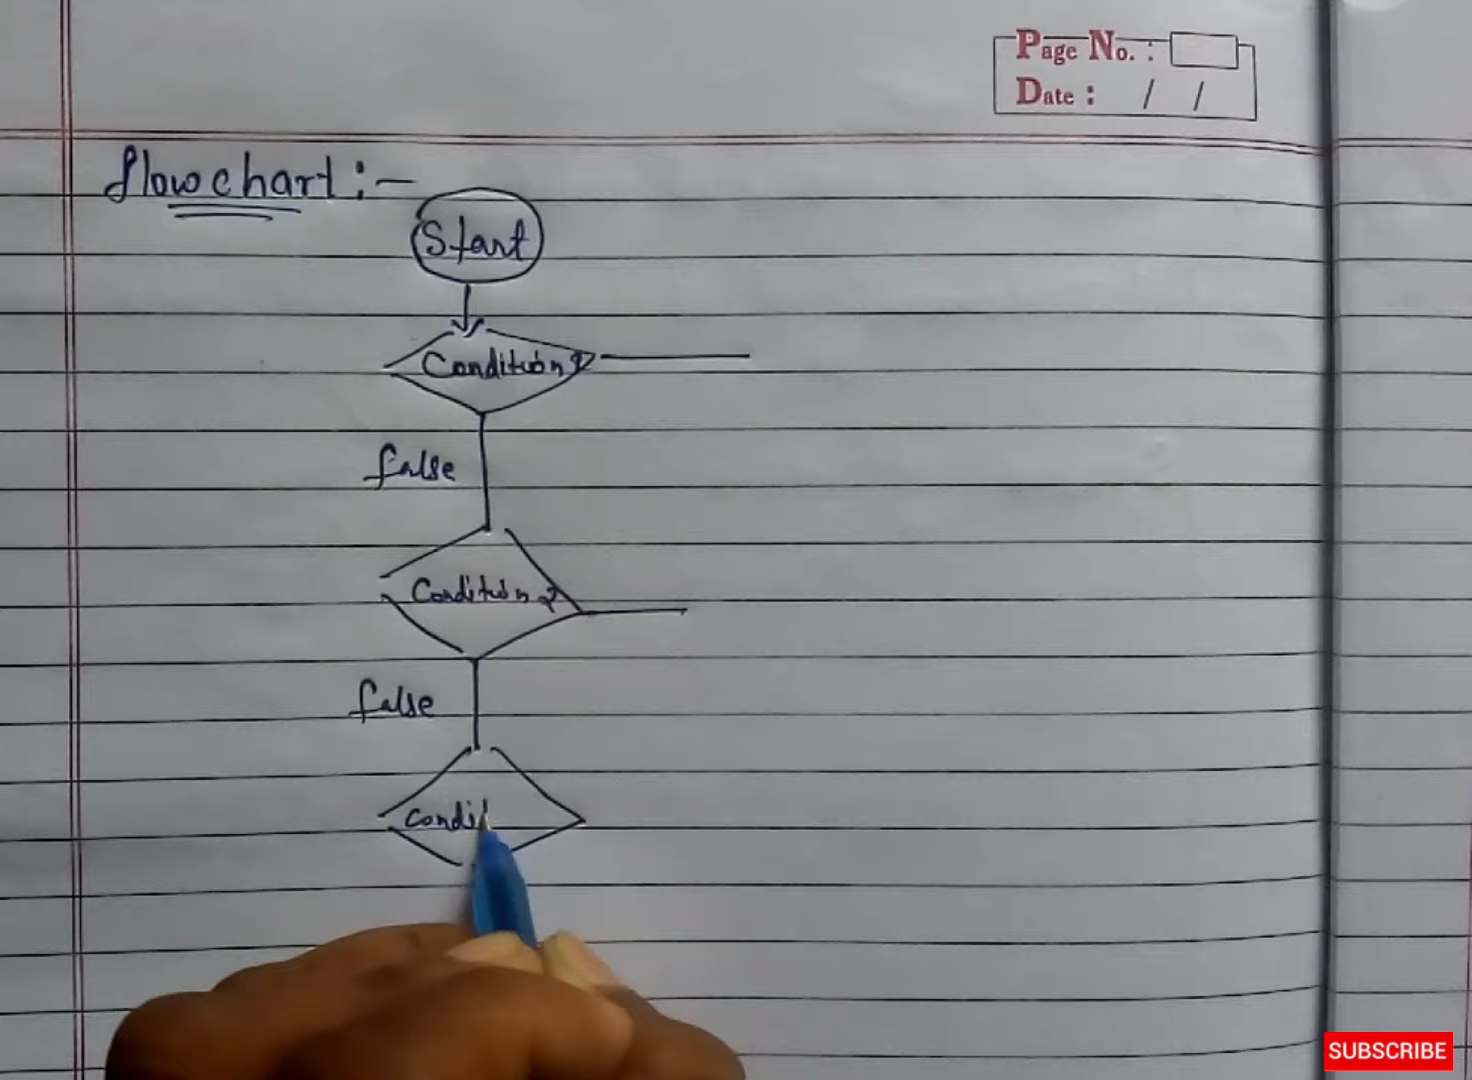 Page No. :
Date : / /
flowchart :-
Start
Condition 1
false
Condition 2
false
condi
SUBSCRIBE